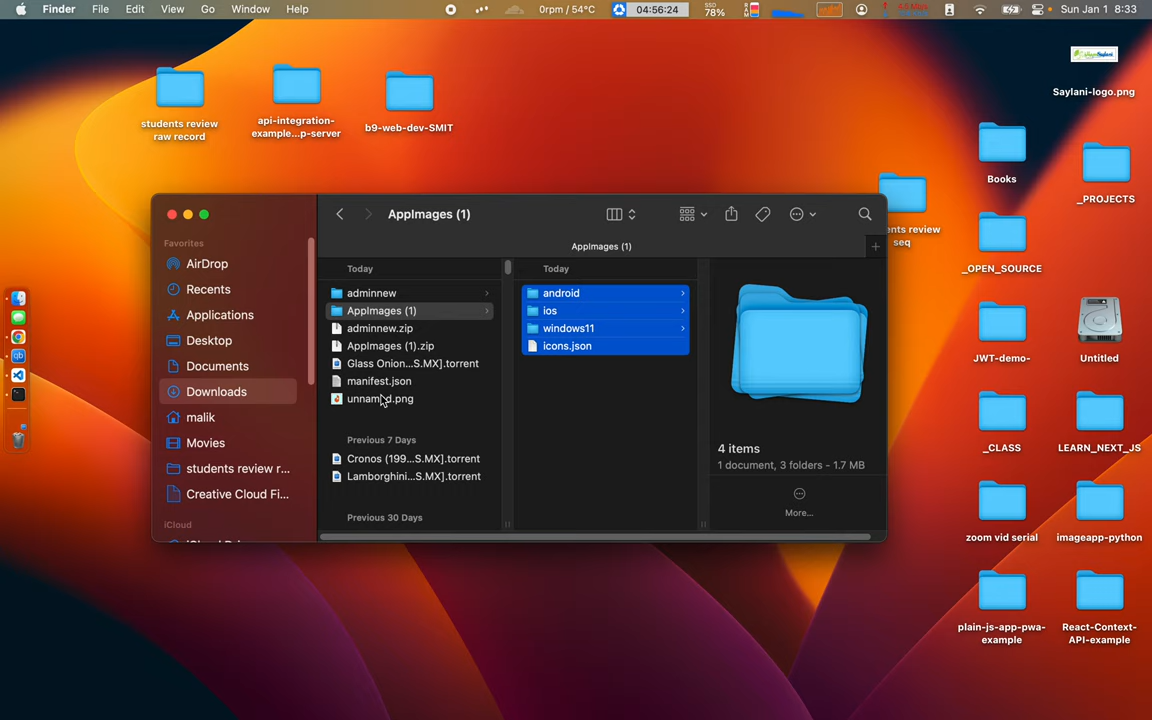 Finder File Edit View Go Window Help 0rpm / 54°C 04:56:24 SSD 78% Sun Jan 1 8:33
Saylani-logo.png
students review
raw record
api-integration-
example...p-server
b9-web-dev-SMIT
Books
_PROJECTS
ents review
seq
_OPEN_SOURCE
JWT-demo-
Untitled
_CLASS
LEARN_NEXT_JS
zoom vid serial
imageapp-python
plain-js-app-pwa-
example
React-Context-
API-example
AppImages (1)
AppImages (1)
Favorites
AirDrop
Recents
Applications
Desktop
Documents
Downloads
malik
Movies
students review r...
Creative Cloud Fi...
iCloud
Today
adminnew
AppImages (1)
adminnew.zip
AppImages (1).zip
Glass Onion...S.MX].torrent
manifest.json
unnamed.png
Previous 7 Days
Cronos (199...S.MX].torrent
Lamborghini...S.MX].torrent
Previous 30 Days
Today
android
ios
windows11
icons.json
4 items
1 document, 3 folders - 1.7 MB
More...